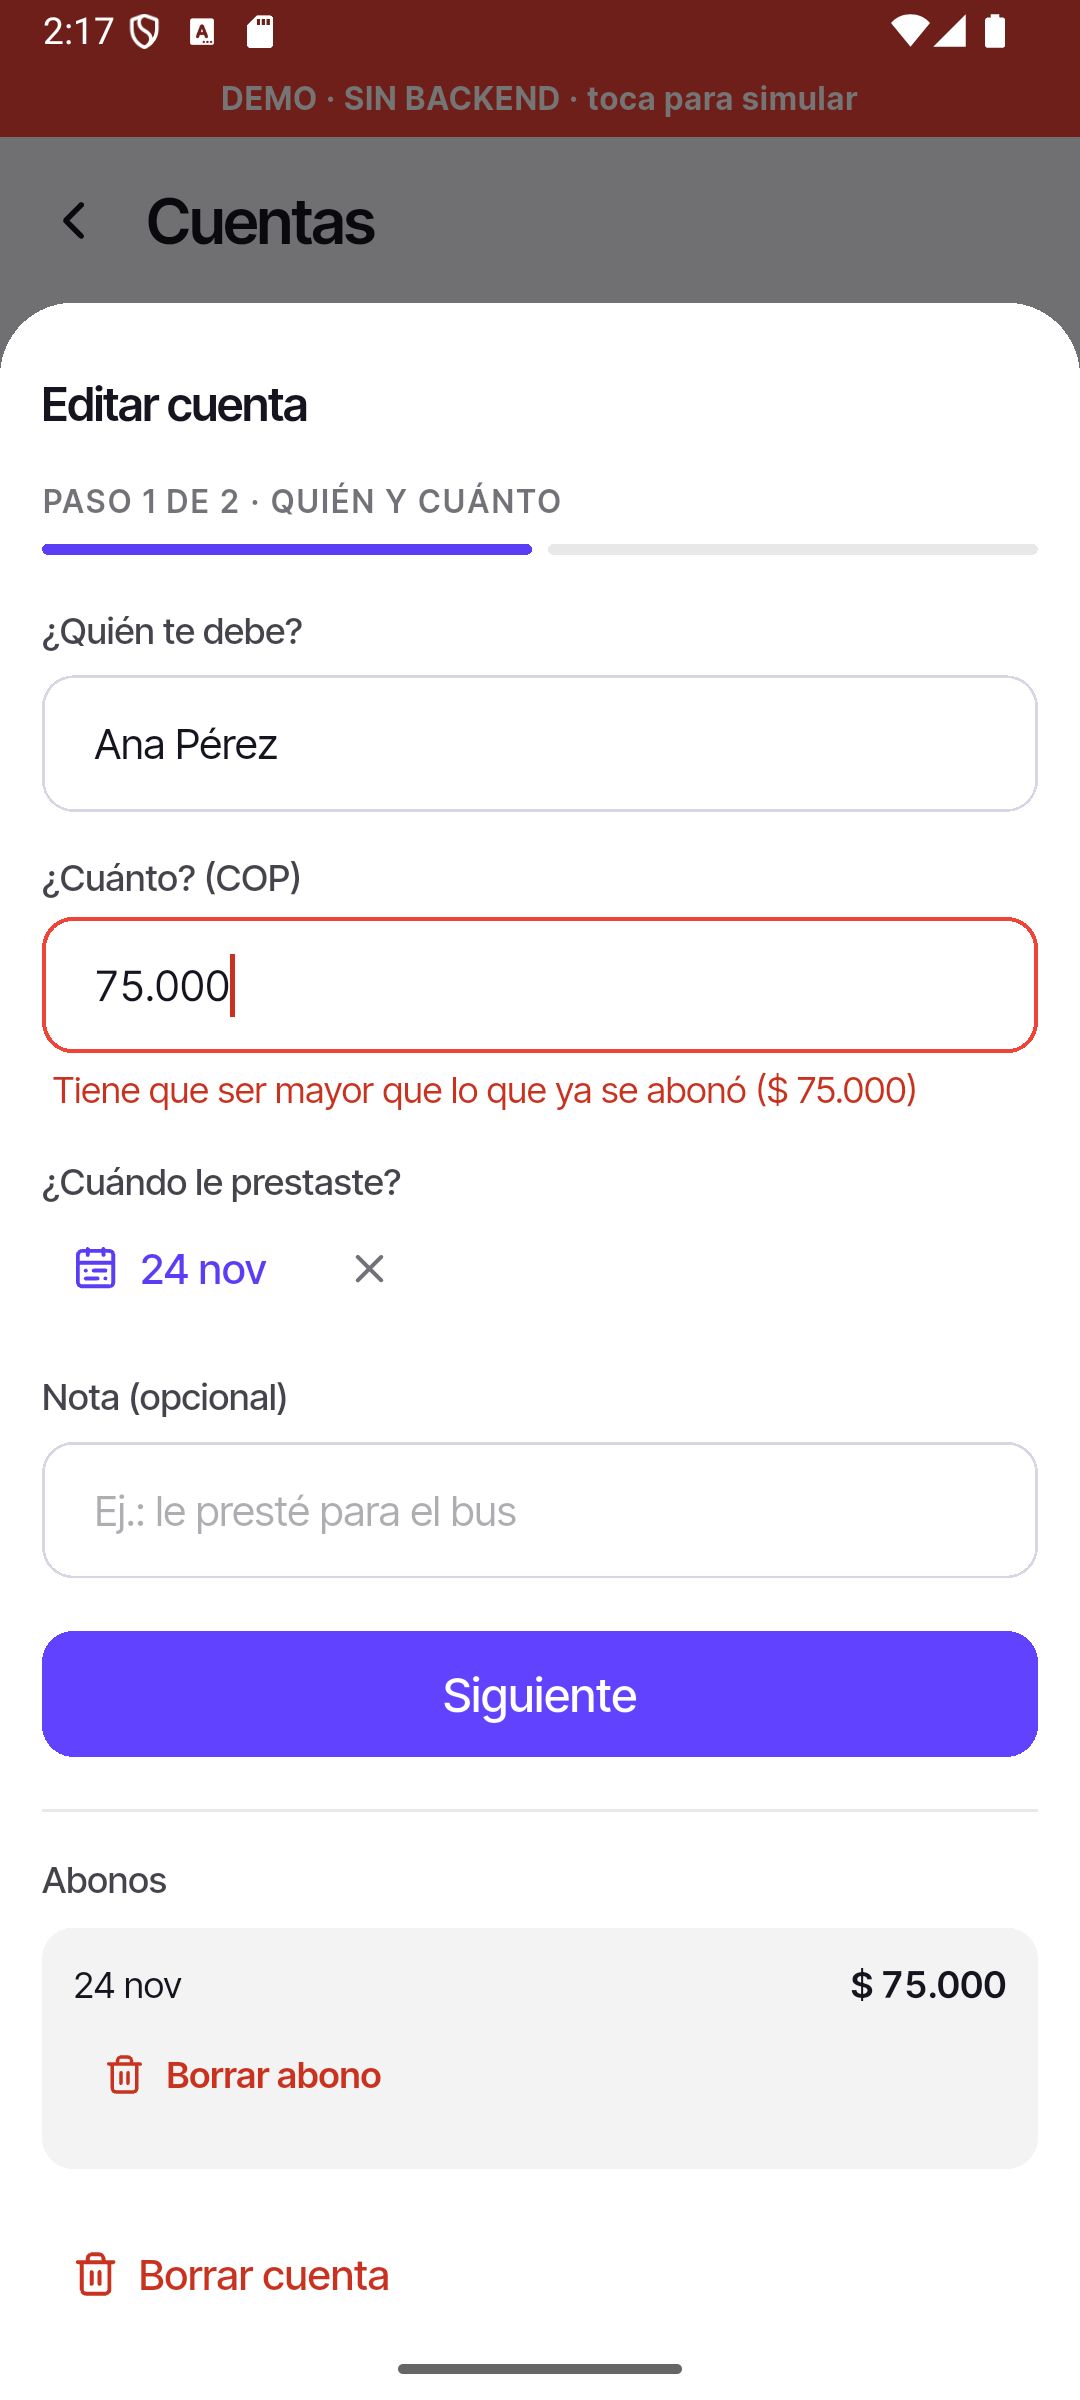 2:17
DEMO · SIN BACKEND · toca para simular
Cuentas
Editar cuenta
PASO 1 DE 2 · QUIÉN Y CUÁNTO
¿Quién te debe?
Ana Pérez
¿Cuánto? (COP)
75.000
Tiene que ser mayor que lo que ya se abonó ($ 75.000)
¿Cuándo le prestaste?
24 nov
Nota (opcional)
Ej.: le presté para el bus
Siguiente
Abonos
24 nov $ 75.000
Borrar abono
Borrar cuenta